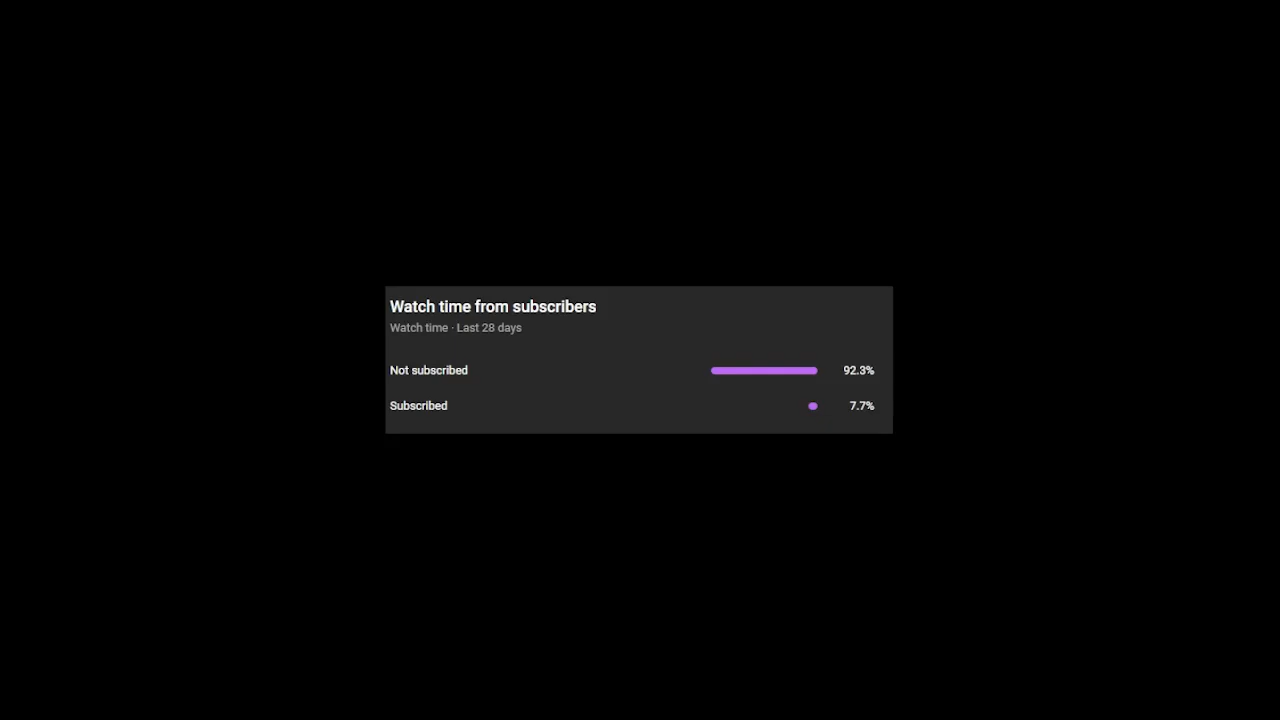 Watch time from subscribers
Watch time · Last 28 days
Not subscribed 92.3%
Subscribed 7.7%